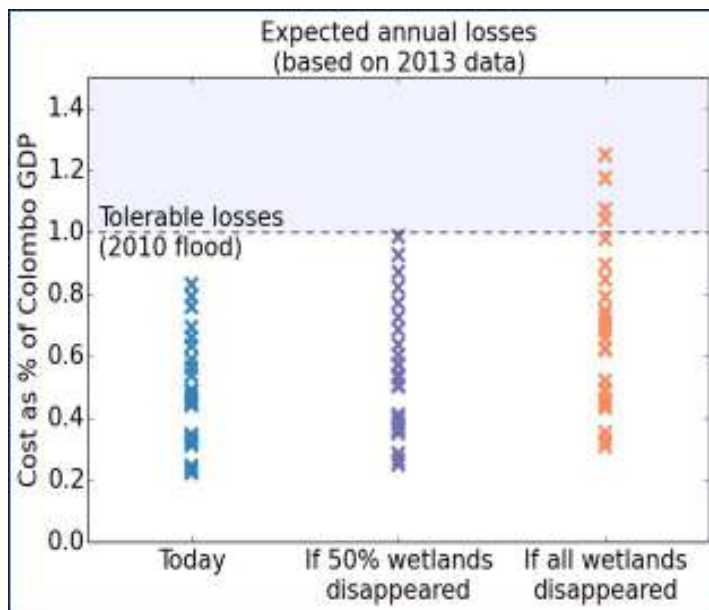 Expected annual losses
(based on 2013 data)
Cost as % of Colombo GDP
1.4
1.2
1.0
0.8
0.6
0.4
0.2
0.0
Tolerable losses
(2010 flood)
Today
If 50% wetlands
disappeared
If all wetlands
disappeared